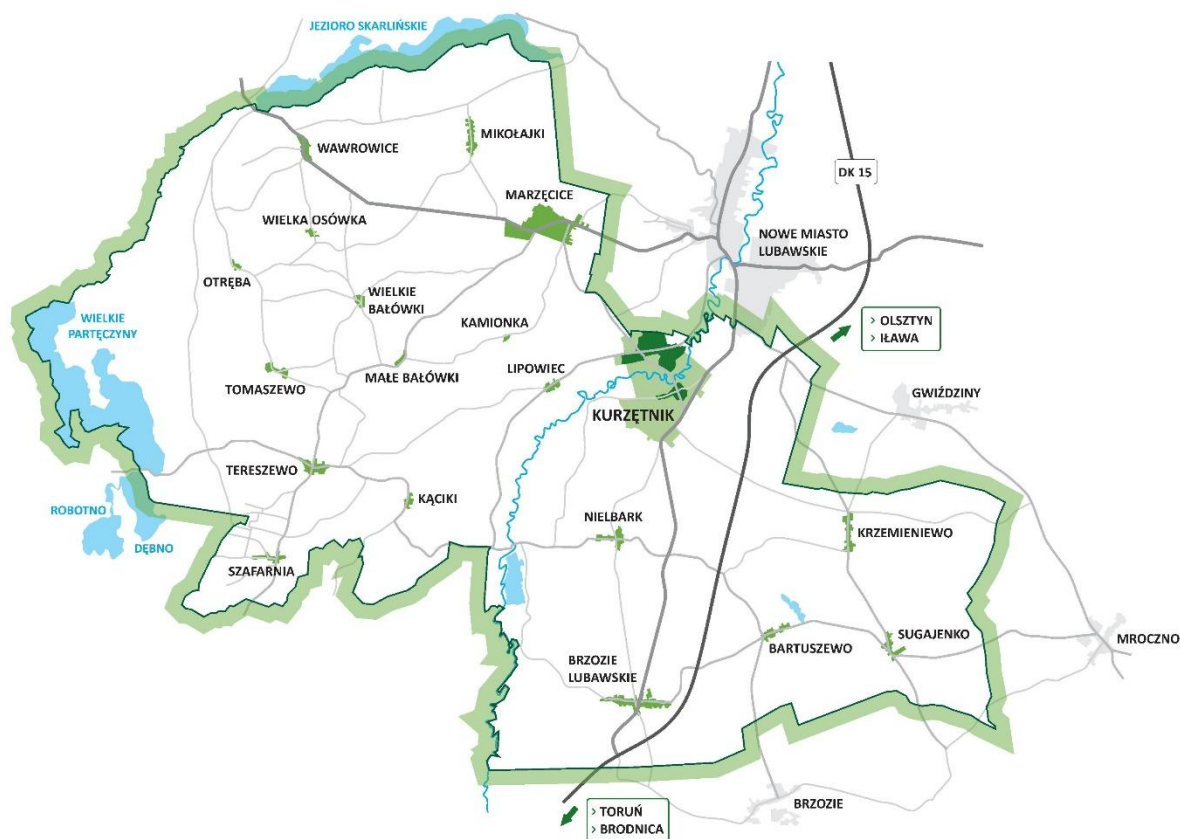 JEZIORO SKARLIŃSKIE
MIKOŁAJKI
WAWROWICE
DK 15
MARZĘCICE
WIELKA OSÓWKA
NOWE MIASTO
LUBAWSKIE
OTRĘBA
WIELKIE
BAŁÓWKI
WIELKIE
PARTĘCZYNY
KAMIONKA
> OLSZTYN
> IŁAWA
LIPOWIEC
MAŁE BAŁÓWKI
TOMASZEWO
GWIŹDZINY
KURZĘTNIK
TERESZEWO
KĄCIKI
ROBOTNO
NIELBARK
KRZEMIENIEWO
DĘBNO
SZAFARNIA
SUGAJENKO
MROCZNO
BARTUSZEWO
BRZOZIE
LUBAWSKIE
BRZOZIE
> TORUŃ
> BRODNICA